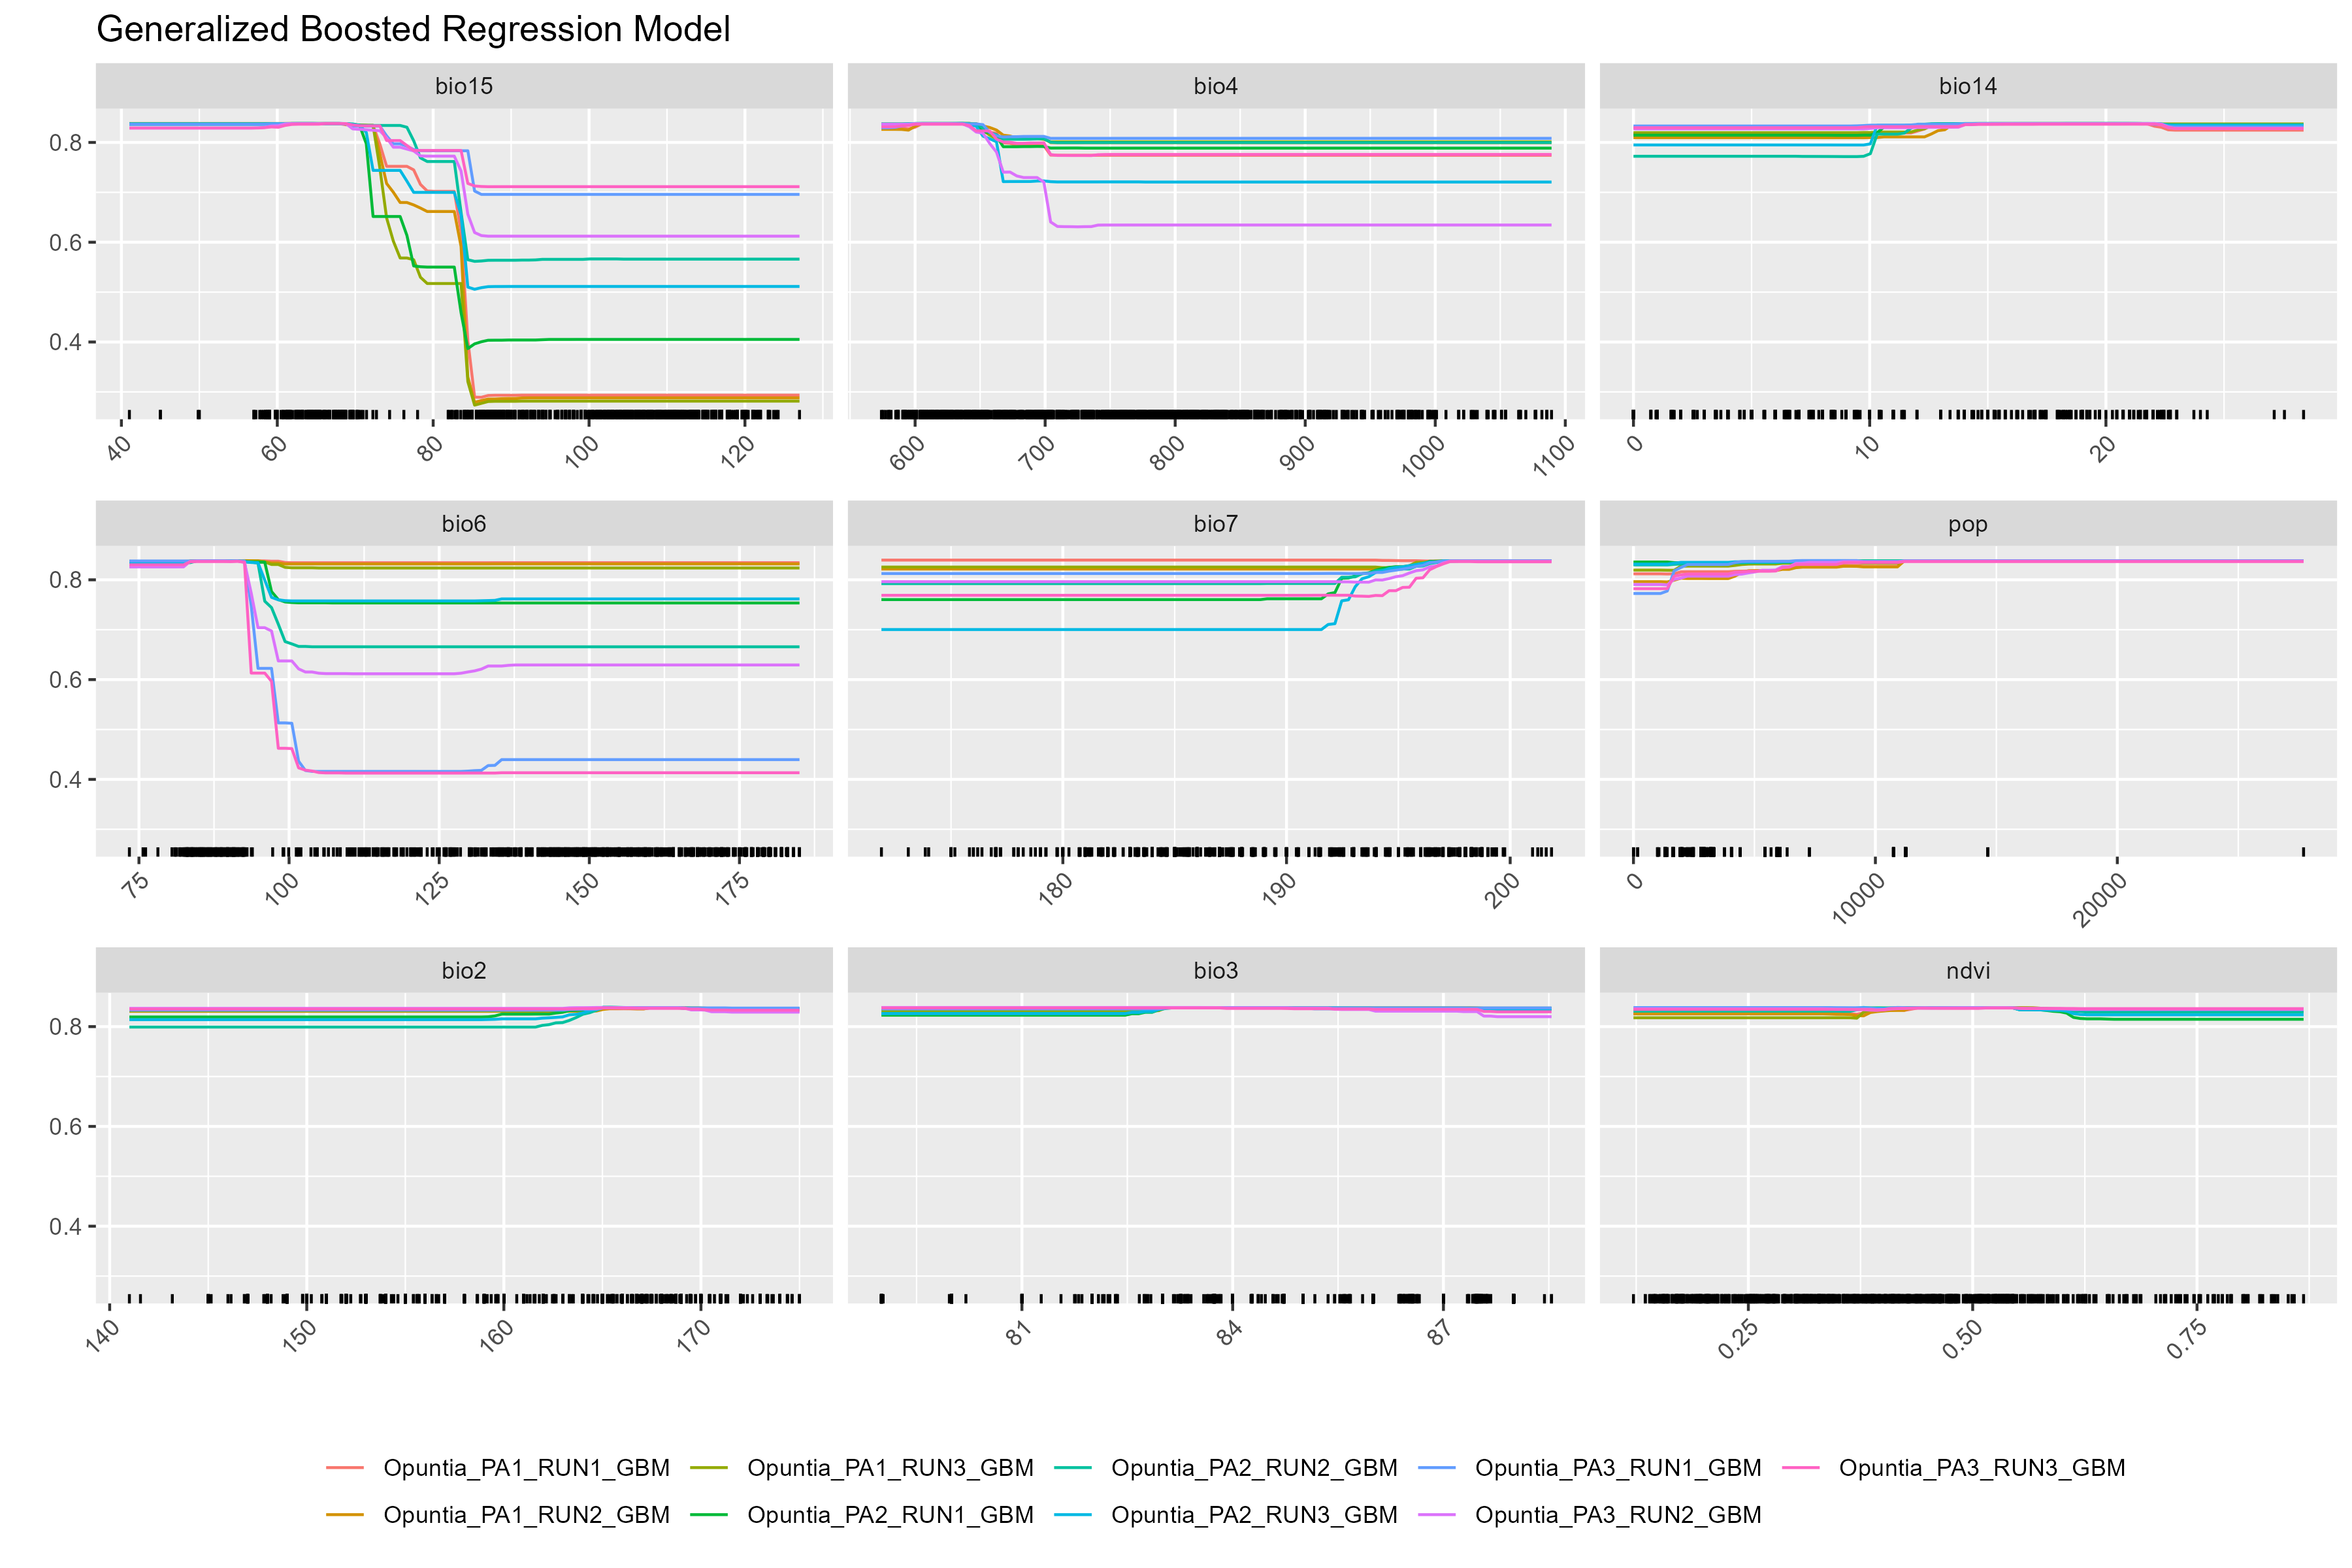 Generalized Boosted Regression Model
bio15 bio4 bio14
0.8
0.6
0.4
40 60 80 100 120 600 700 800 900 1000 1100 0 10 20
bio6 bio7 pop
0.8
0.6
0.4
75 100 125 150 175 180 190 200 0 10000 20000
bio2 bio3 ndvi
0.8
0.6
0.4
140 150 160 170 81 84 87 0.25 0.50 0.75
Opuntia_PA1_RUN1_GBM Opuntia_PA1_RUN3_GBM Opuntia_PA2_RUN2_GBM Opuntia_PA3_RUN1_GBM Opuntia_PA3_RUN3_GBM
Opuntia_PA1_RUN2_GBM Opuntia_PA2_RUN1_GBM Opuntia_PA2_RUN3_GBM Opuntia_PA3_RUN2_GBM